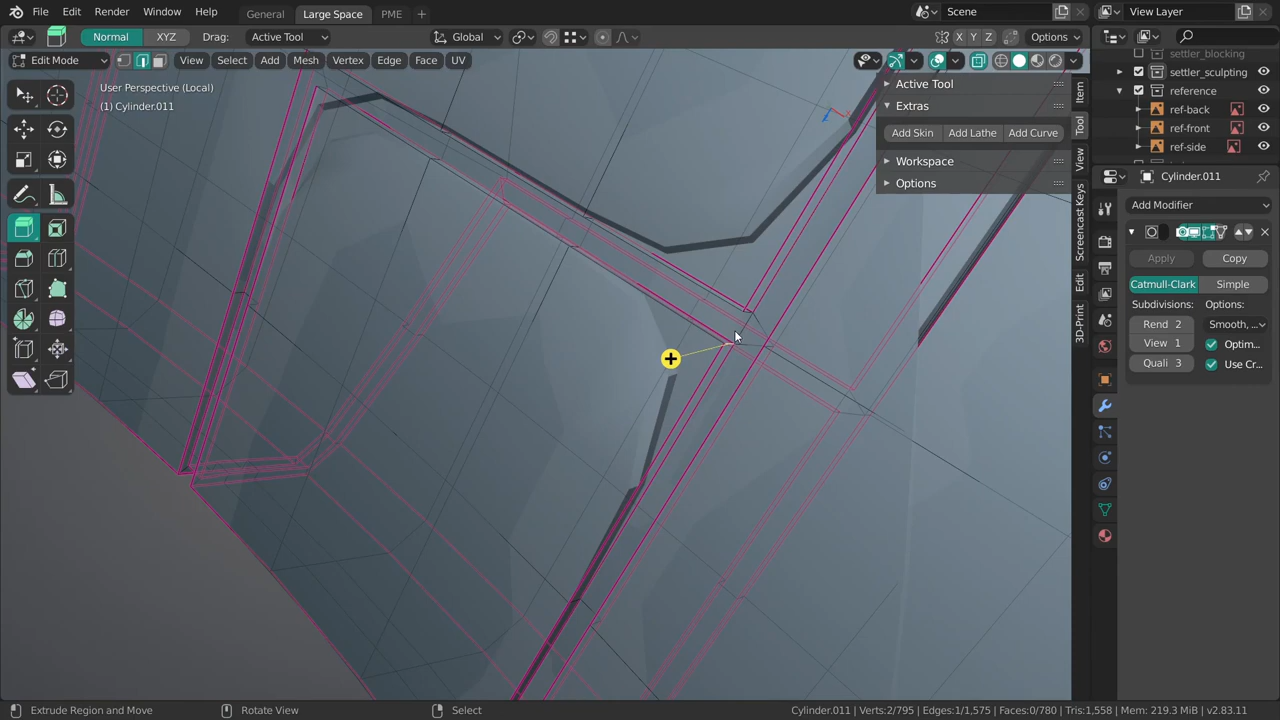 File Edit Render Window Help General Large Space PME + Scene View Layer
Normal XYZ Drag: Active Tool Global X Y Z Options
Edit Mode View Select Add Mesh Vertex Edge Face UV
User Perspective (Local)
(1) Cylinder.011
Active Tool
Extras
Add Skin Add Lathe Add Curve
Workspace
Options
Item
Tool
View
Screencast Keys
Edit
3D-Print
settler_blocking
settler_sculpting
reference
ref-back
ref-front
ref-side
Cylinder.011
Add Modifier
Apply Copy
Catmull-Clark Simple
Subdivisions: Options:
Rend 2 Smooth, ...
View 1 Optim...
Quali 3 Use Cr...
Extrude Region and Move Rotate View Select Cylinder.011 | Verts:2/795 | Edges:1/1,575 | Faces:0/780 | Tris:1,558 | Mem: 219.3 MiB | v2.83.11